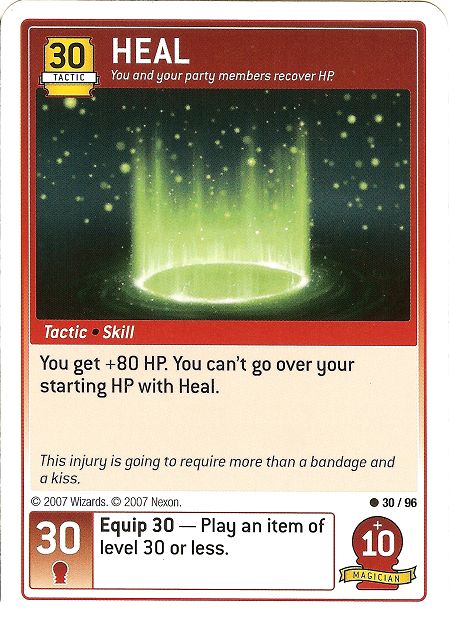 30
TACTIC
HEAL
You and your party members recover HP.
Tactic • Skill
You get +80 HP. You can't go over your
starting HP with Heal.
This injury is going to require more than a bandage and
a kiss.
© 2007 Wizards. © 2007 Nexon.
● 30 / 96
30
Equip 30 — Play an item of
level 30 or less.
+
10
MAGICIAN